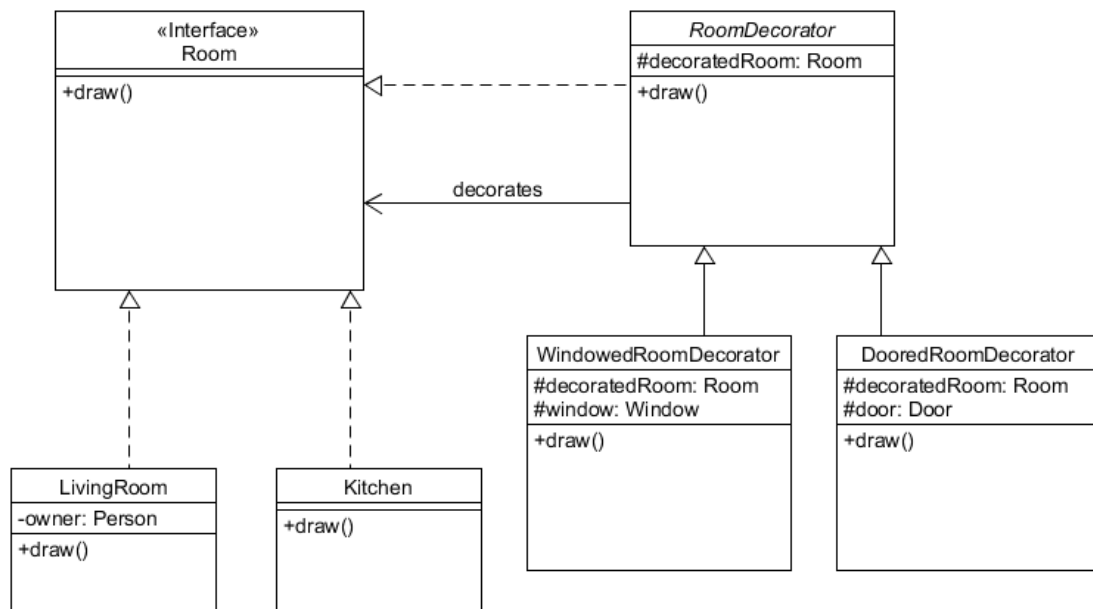 «Interface»
Room
+draw()
RoomDecorator
#decoratedRoom: Room
+draw()
decorates
WindowedRoomDecorator
#decoratedRoom: Room
#window: Window
+draw()
DooredRoomDecorator
#decoratedRoom: Room
#door: Door
+draw()
LivingRoom
-owner: Person
+draw()
Kitchen
+draw()